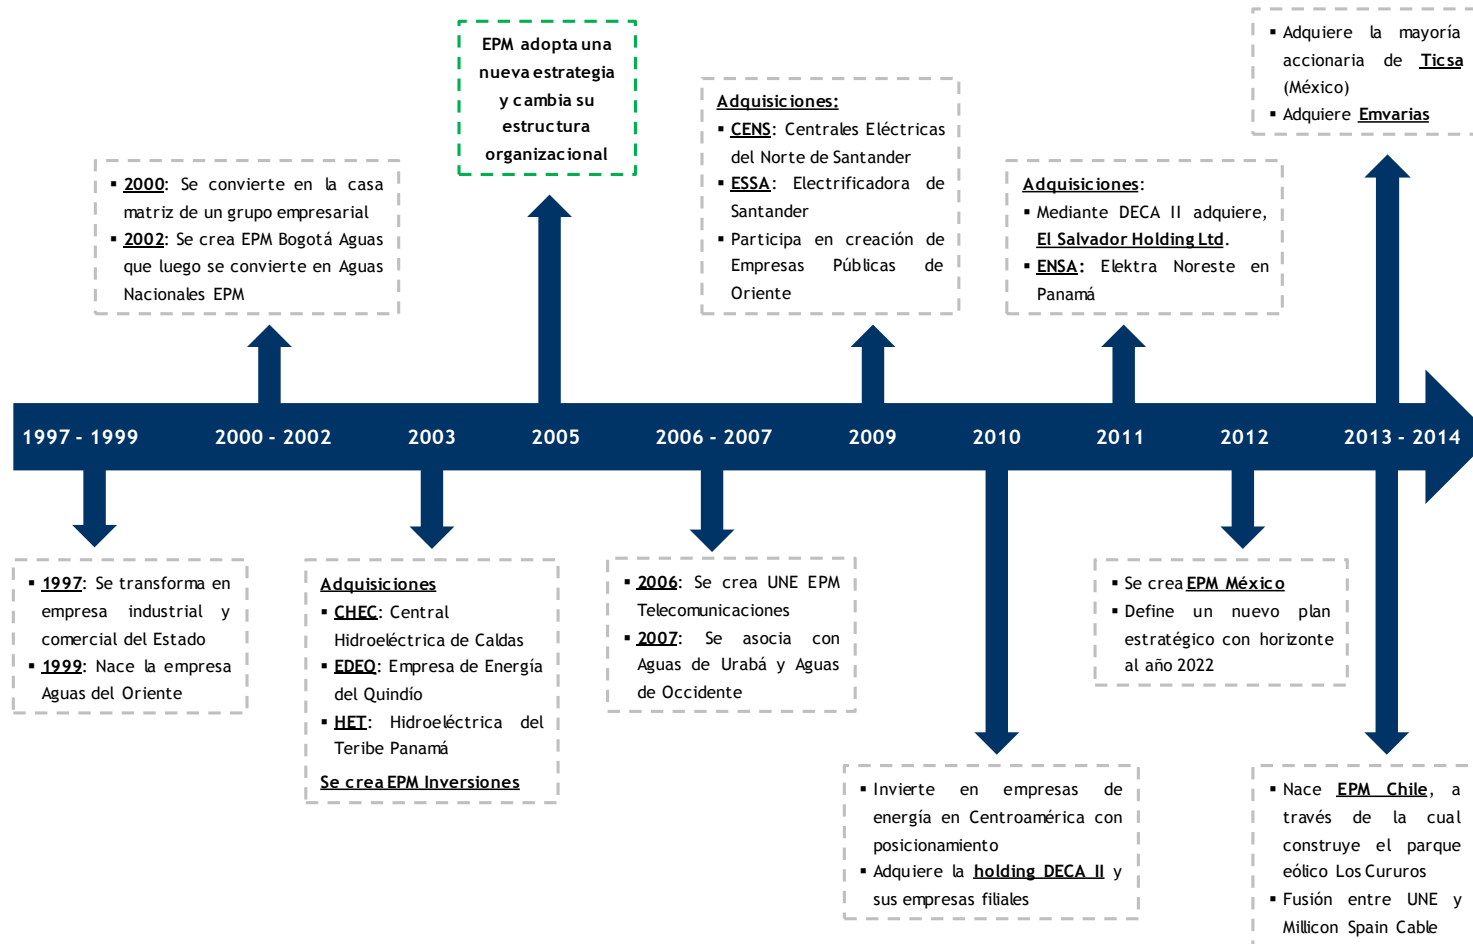 EPM adopta una
nueva estrategia
y cambia su
estructura
organizacional
▪ Adquiere la mayoría
accionaria de Ticsa
(México)
▪ Adquiere Emvarias
Adquisiciones:
▪ CENS: Centrales Eléctricas
del Norte de Santander
▪ ESSA: Electrificadora de
Santander
▪ Participa en creación de
Empresas Públicas de
Oriente
▪ 2000: Se convierte en la casa
matriz de un grupo empresarial
▪ 2002: Se crea EPM Bogotá Aguas
que luego se convierte en Aguas
Nacionales EPM
Adquisiciones:
▪ Mediante DECA II adquiere,
El Salvador Holding Ltd.
▪ ENSA: Elektra Noreste en
Panamá
1997 - 1999 2000 - 2002 2003 2005 2006 - 2007 2009 2010 2011 2012 2013 - 2014
▪ 1997: Se transforma en
empresa industrial y
comercial del Estado
▪ 1999: Nace la empresa
Aguas del Oriente
Adquisiciones
▪ CHEC: Central
Hidroeléctrica de Caldas
▪ EDEQ: Empresa de Energía
del Quindío
▪ HET: Hidroeléctrica del
Teribe Panamá
Se crea EPM Inversiones
▪ 2006: Se crea UNE EPM
Telecomunicaciones
▪ 2007: Se asocia con
Aguas de Urabá y Aguas
de Occidente
▪ Se crea EPM México
▪ Define un nuevo plan
estratégico con horizonte
al año 2022
▪ Invierte en empresas de
energía en Centroamérica con
posicionamiento
▪ Adquiere la holding DECA II y
sus empresas filiales
▪ Nace EPM Chile, a
través de la cual
construye el parque
eólico Los Cururos
▪ Fusión entre UNE y
Millicon Spain Cable